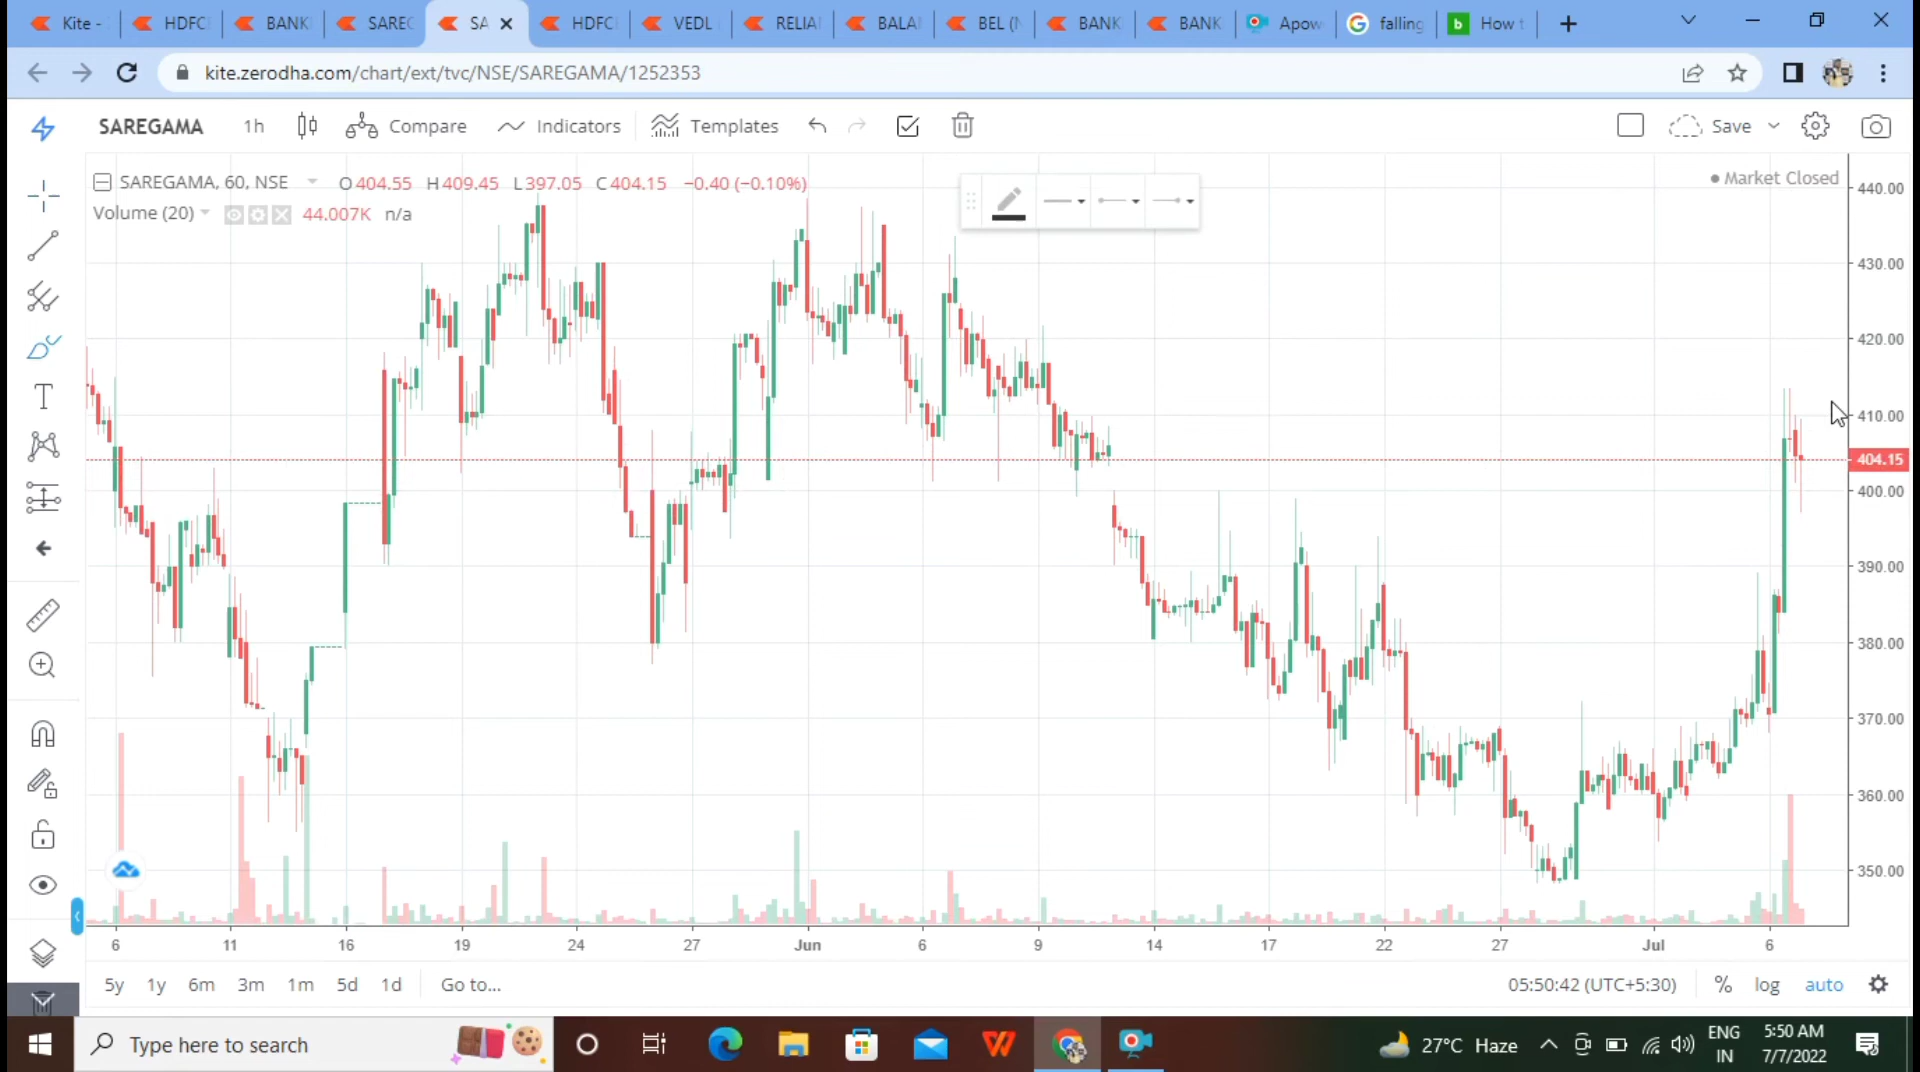 Kite - HDFC BANK SAREG SA HDFC VEDL RELIA BALA BEL (N BANK BANK Apow falling How t
kite.zerodha.com/chart/ext/tvc/NSE/SAREGAMA/1252353
SAREGAMA 1h Compare Indicators Templates Save
SAREGAMA, 60, NSE O404.55 H409.45 L397.05 C404.15 −0.40 (−0.10%)
Market Closed
Volume (20) 44.007K n/a
440.00
430.00
420.00
410.00
404.15
400.00
390.00
380.00
370.00
360.00
350.00
6 11 16 19 24 27 Jun 6 9 14 17 22 27 Jul 6
5y 1y 6m 3m 1m 5d 1d Go to... 05:50:42 (UTC+5:30) % log auto
Type here to search
27°C Haze
ENG
IN
5:50 AM
7/7/2022